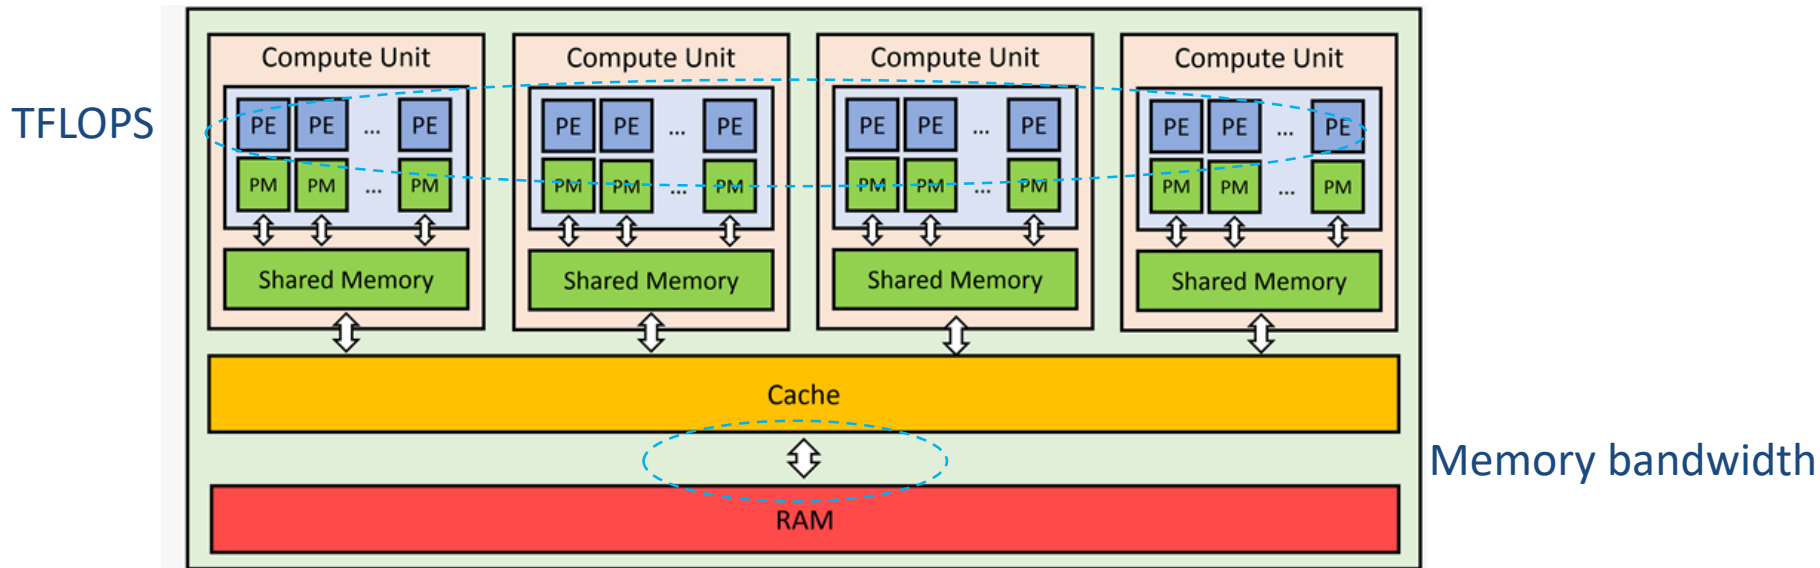 Compute Unit Compute Unit Compute Unit Compute Unit
TFLOPS
PE PE ... PE PE PE ... PE PE PE ... PE PE PE ... PE
PM PM ... PM PM PM ... PM PM PM ... PM PM PM ... PM
Shared Memory Shared Memory Shared Memory Shared Memory
Cache
Memory bandwidth
RAM